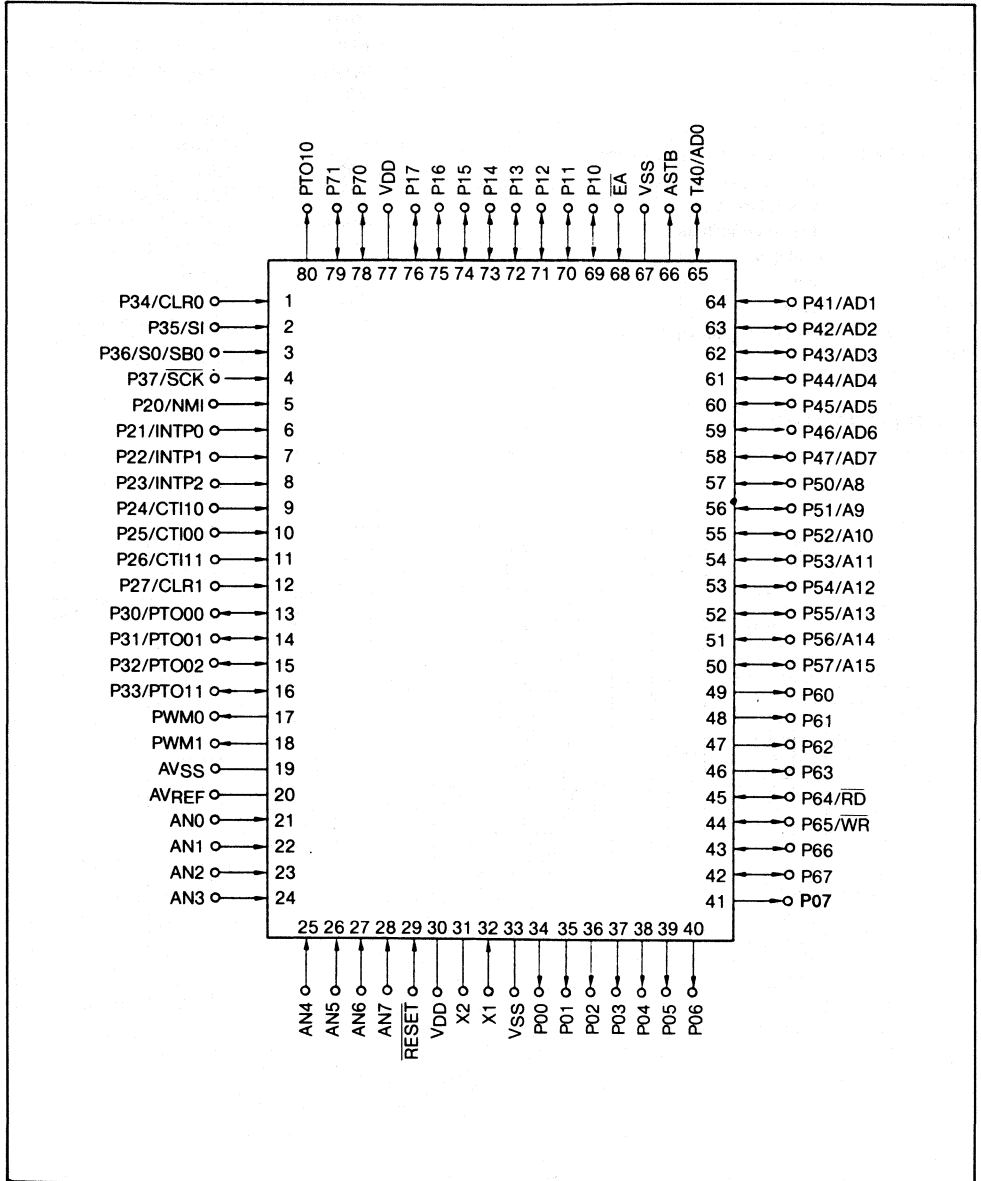 PTO10
P71
P70
VDD
P17
P16
P15
P14
P13
P12
P11
P10
EA
VSS
ASTB
T40/AD0
80 79 78 77 76 75 74 73 72 71 70 69 68 67 66 65
P34/CLR0 1
P35/SI 2
P36/S0/SB0 3
P37/SCK 4
P20/NMI 5
P21/INTP0 6
P22/INTP1 7
P23/INTP2 8
P24/CTI10 9
P25/CTI00 10
P26/CTI11 11
P27/CLR1 12
P30/PTO00 13
P31/PTO01 14
P32/PTO02 15
P33/PTO11 16
PWM0 17
PWM1 18
AVSS 19
AVREF 20
AN0 21
AN1 22
AN2 23
AN3 24
64 P41/AD1
63 P42/AD2
62 P43/AD3
61 P44/AD4
60 P45/AD5
59 P46/AD6
58 P47/AD7
57 P50/A8
56 P51/A9
55 P52/A10
54 P53/A11
53 P54/A12
52 P55/A13
51 P56/A14
50 P57/A15
49 P60
48 P61
47 P62
46 P63
45 P64/RD
44 P65/WR
43 P66
42 P67
41 P07
25 26 27 28 29 30 31 32 33 34 35 36 37 38 39 40
AN4
AN5
AN6
AN7
RESET
VDD
X2
X1
VSS
P00
P01
P02
P03
P04
P05
P06